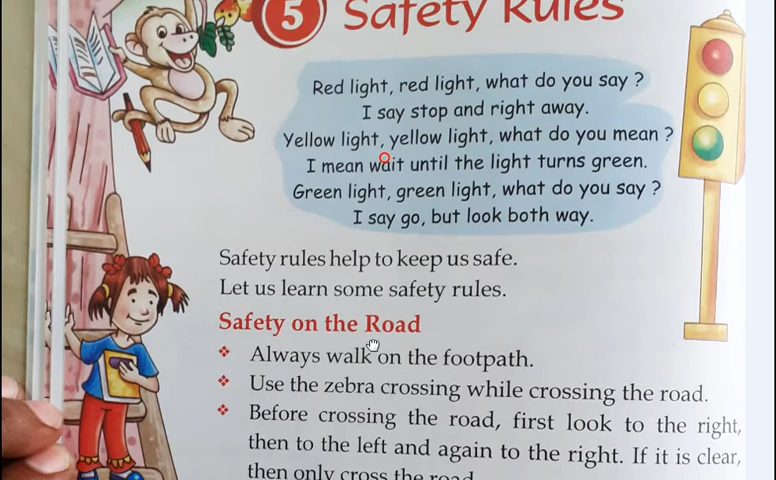 5 Safety Rules
Red light, red light, what do you say ?
I say stop and right away.
Yellow light, yellow light, what do you mean ?
I mean wait until the light turns green.
Green light, green light, what do you say ?
I say go, but look both way.
Safety rules help to keep us safe.
Let us learn some safety rules.
Safety on the Road
❖ Always walk on the footpath.
❖ Use the zebra crossing while crossing the road.
❖ Before crossing the road, first look to the right,
then to the left and again to the right. If it is clear,
then only cross the road